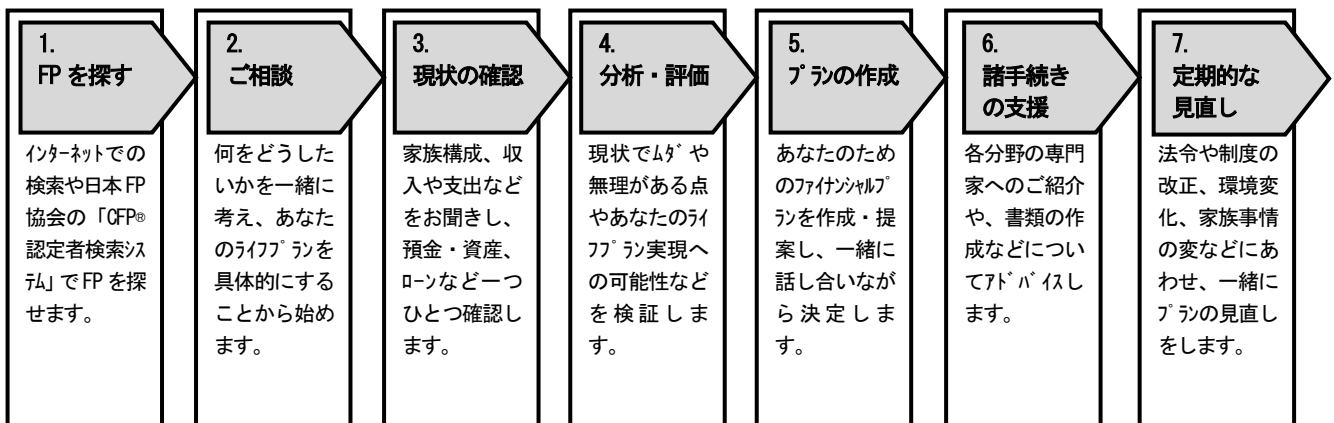 1.
FPを探す
インターネットでの
検索や日本FP
協会の「CFP®
認定者検索シス
テム」でFPを探
せます。
2.
ご相談
何をどうした
いかを一緒に
考え、あなた
のライフプランを
具体的にする
ことから始め
ます。
3.
現状の確認
家族構成、収
入や支出など
をお聞きし、
預金・資産、
ローンなど一つ
ひとつ確認し
ます。
4.
分析・評価
現状でムダや
無理がある点
やあなたのライ
フプラン実現へ
の可能性など
を検証しま
す。
5.
プランの作成
あなたのため
のファイナンシャルプ
ランを作成・提
案し、一緒に
話し合いなが
ら決定しま
す。
6.
諸手続き
の支援
各分野の専門
家へのご紹介
や、書類の作
成などについ
てアドバイスし
ます。
7.
定期的な
見直し
法令や制度の
改正、環境変
化、家族事情
の変などにあ
わせ、一緒に
プランの見直し
をします。